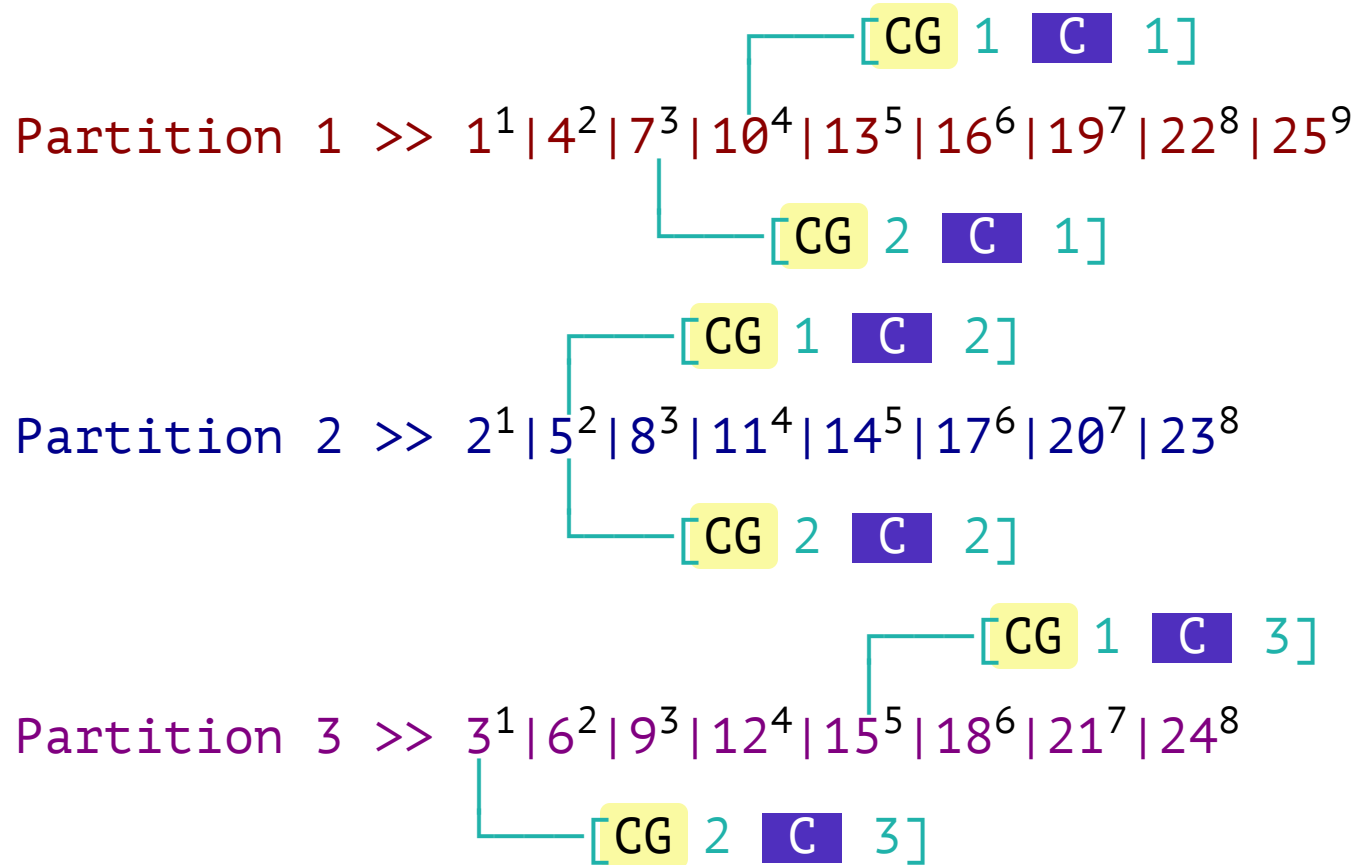 [CG 1 C 1]
Partition 1 >> 1¹|4²|7³|10⁴|13⁵|16⁶|19⁷|22⁸|25⁹
[CG 2 C 1]
[CG 1 C 2]
Partition 2 >> 2¹|5²|8³|11⁴|14⁵|17⁶|20⁷|23⁸
[CG 2 C 2]
[CG 1 C 3]
Partition 3 >> 3¹|6²|9³|12⁴|15⁵|18⁶|21⁷|24⁸
[CG 2 C 3]